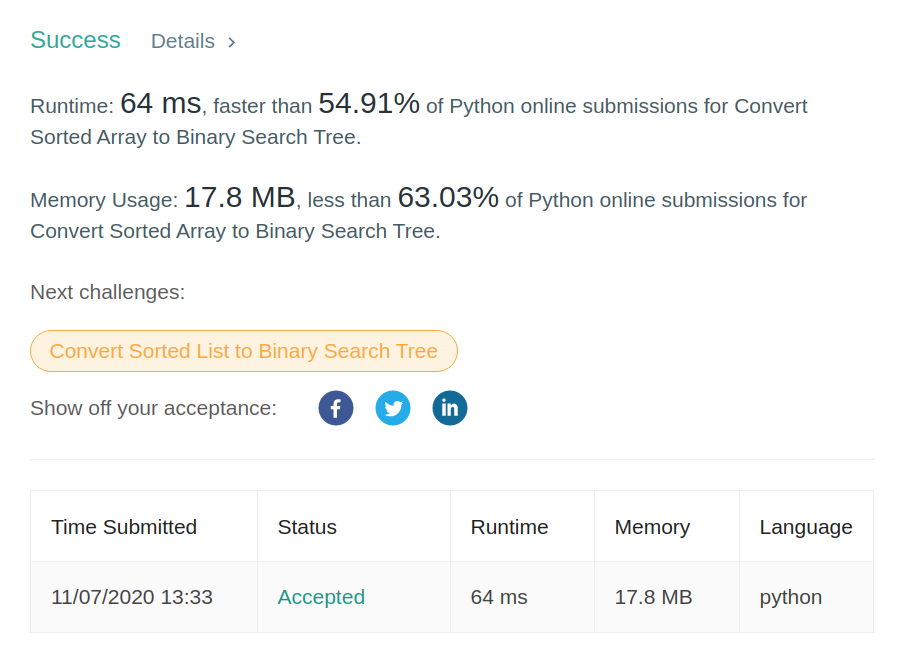 Success Details
Runtime: 64 ms, faster than 54.91% of Python online submissions for Convert
Sorted Array to Binary Search Tree.
Memory Usage: 17.8 MB, less than 63.03% of Python online submissions for
Convert Sorted Array to Binary Search Tree.
Next challenges:
Convert Sorted List to Binary Search Tree
Show off your acceptance: f in
Time Submitted Status Runtime Memory Language
11/07/2020 13:33 Accepted 64 ms 17.8 MB python